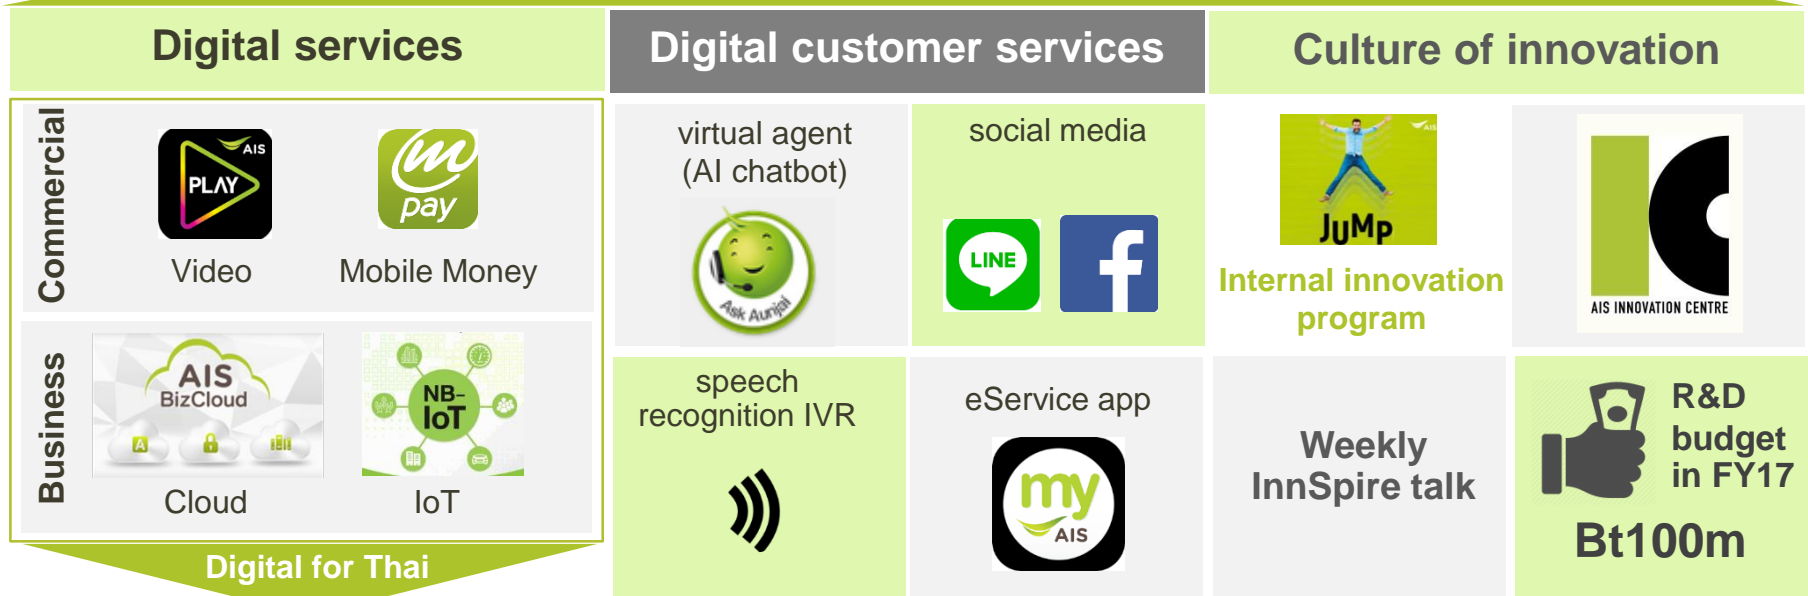 Digital services
Digital customer services
Culture of innovation
Commercial
AIS
PLAY
Video
m
pay
Mobile Money
Business
AIS
BizCloud
A
Cloud
NB-
IoT
IoT
Digital for Thai
virtual agent
(AI chatbot)
Ask Aunjai
social media
LINE
f
speech
recognition IVR
eService app
my
AIS
AIS
JUMP
Internal innovation
program
AIS INNOVATION CENTRE
Weekly
InnSpire talk
R&D
budget
in FY17
Bt100m